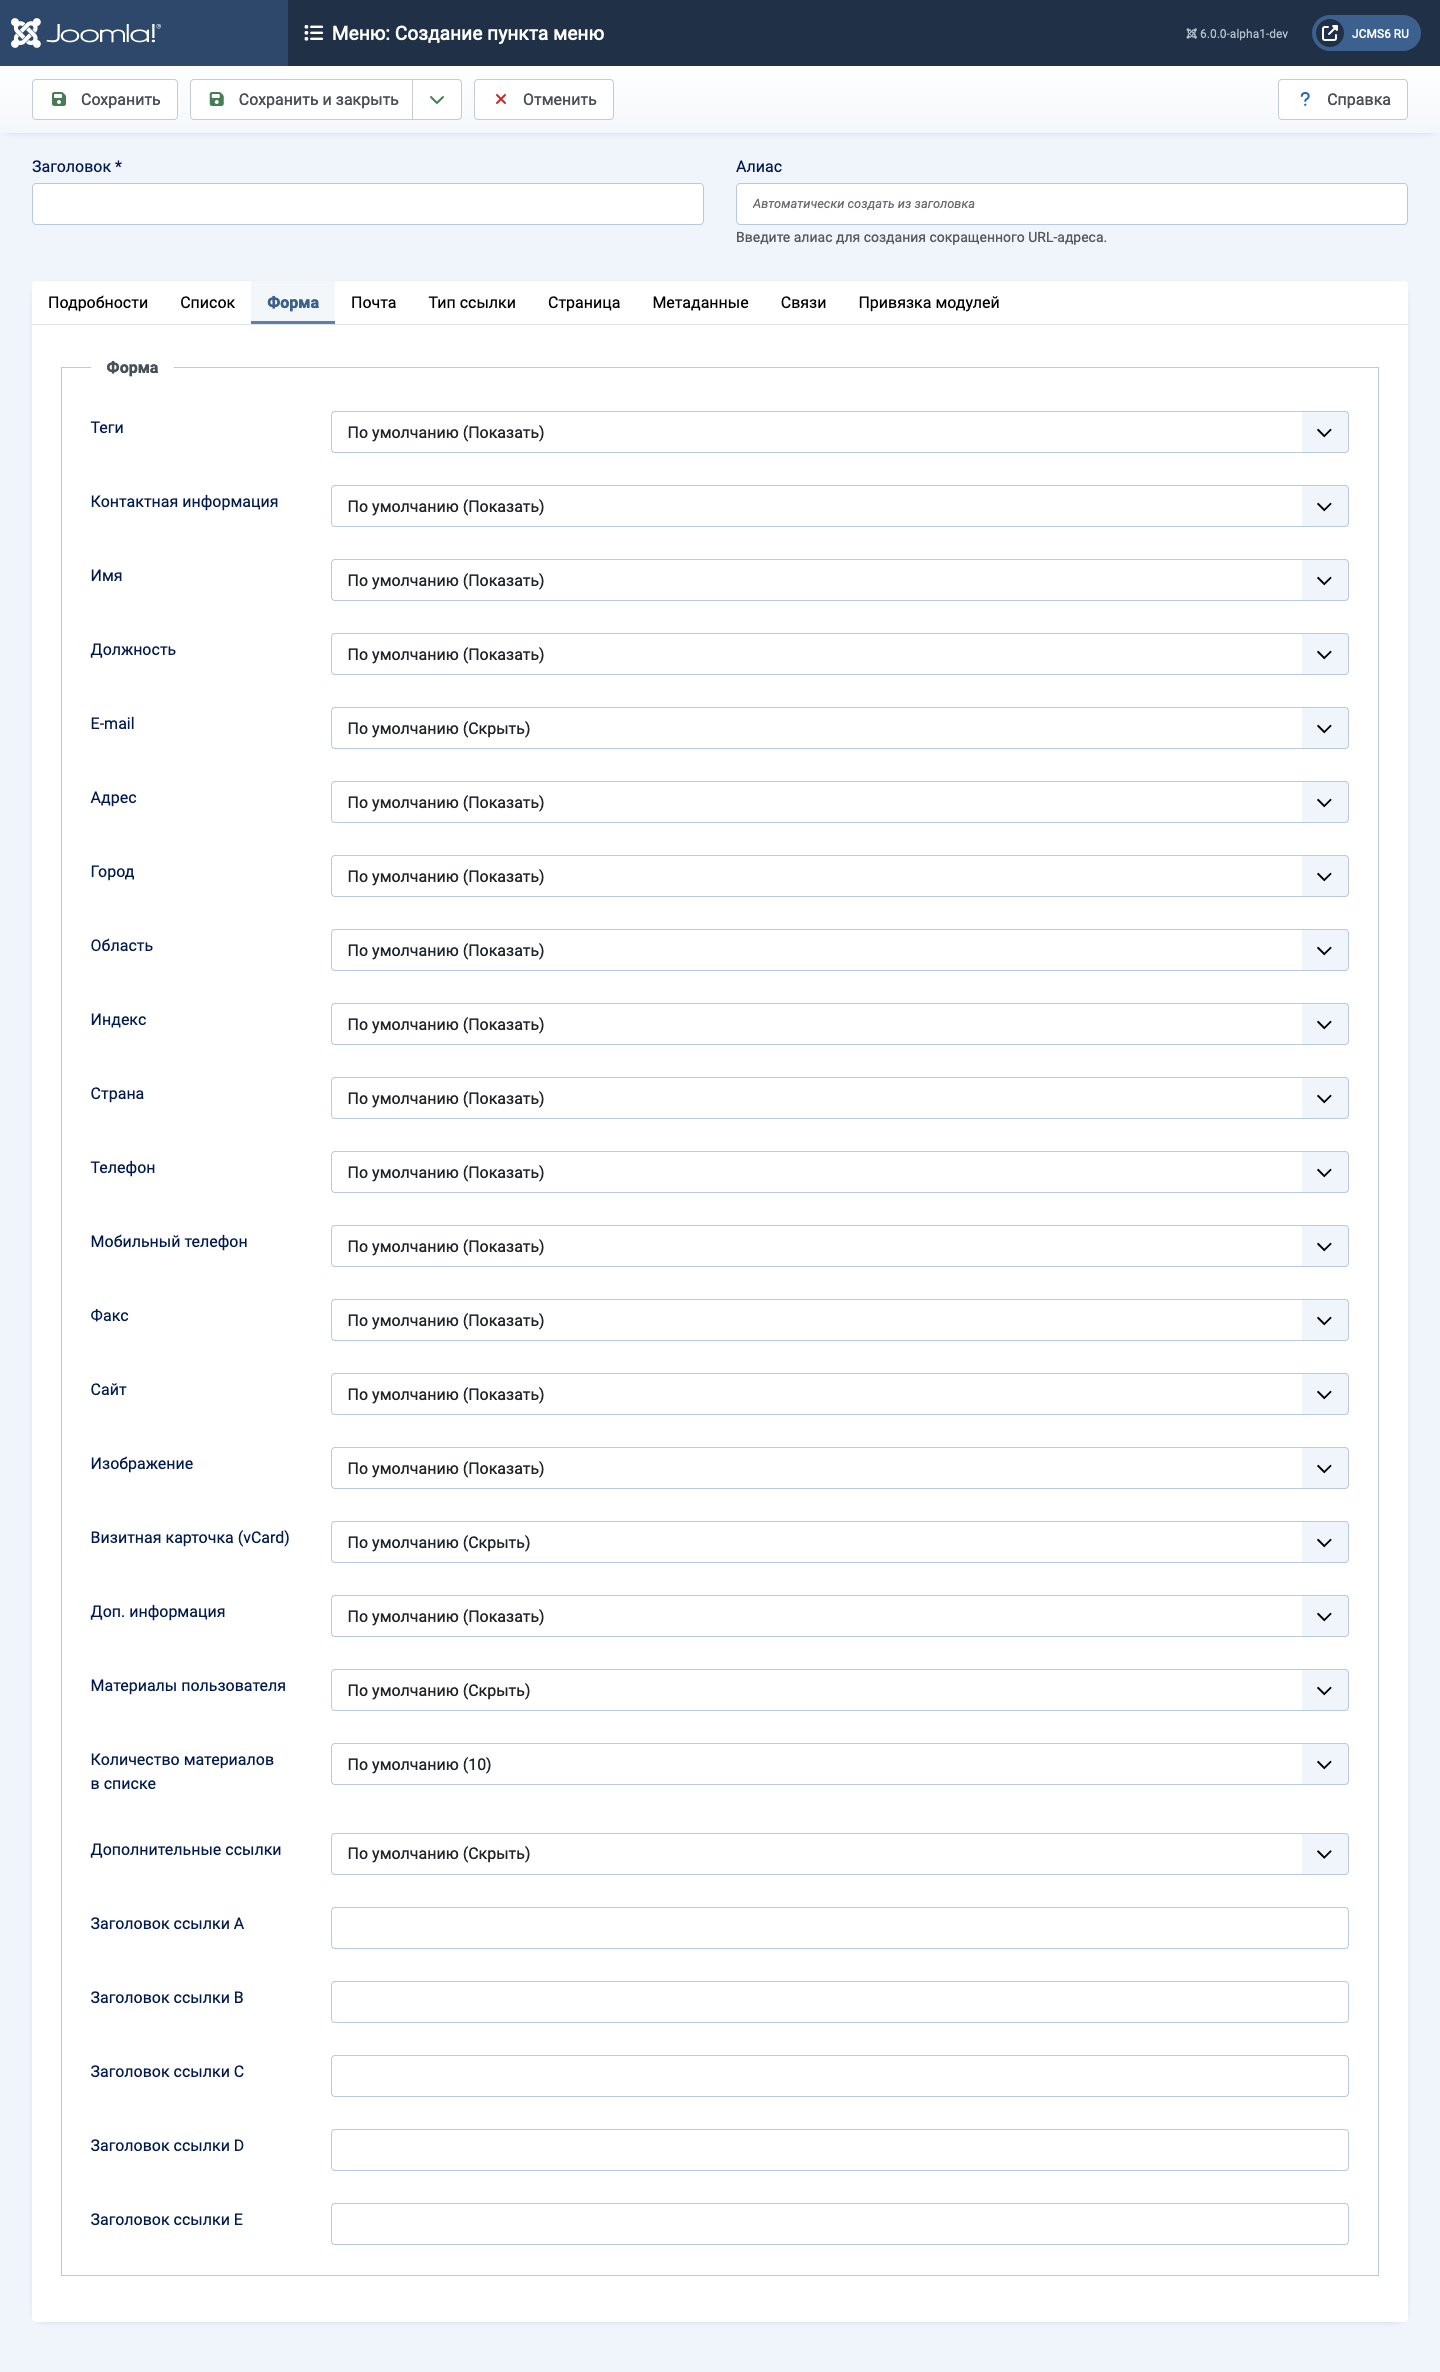 Joomla!®
Меню: Создание пункта меню
6.0.0-alpha1-dev
JCMS6 RU
Сохранить
Сохранить и закрыть
Отменить
? Справка
Заголовок *
Алиас
Автоматически создать из заголовка
Введите алиас для создания сокращенного URL-адреса.
Подробности Список Форма Почта Тип ссылки Страница Метаданные Связи Привязка модулей
Форма
Теги
По умолчанию (Показать)
Контактная информация
По умолчанию (Показать)
Имя
По умолчанию (Показать)
Должность
По умолчанию (Показать)
E-mail
По умолчанию (Скрыть)
Адрес
По умолчанию (Показать)
Город
По умолчанию (Показать)
Область
По умолчанию (Показать)
Индекс
По умолчанию (Показать)
Страна
По умолчанию (Показать)
Телефон
По умолчанию (Показать)
Мобильный телефон
По умолчанию (Показать)
Факс
По умолчанию (Показать)
Сайт
По умолчанию (Показать)
Изображение
По умолчанию (Показать)
Визитная карточка (vCard)
По умолчанию (Скрыть)
Доп. информация
По умолчанию (Показать)
Материалы пользователя
По умолчанию (Скрыть)
Количество материалов
в списке
По умолчанию (10)
Дополнительные ссылки
По умолчанию (Скрыть)
Заголовок ссылки A
Заголовок ссылки B
Заголовок ссылки C
Заголовок ссылки D
Заголовок ссылки E